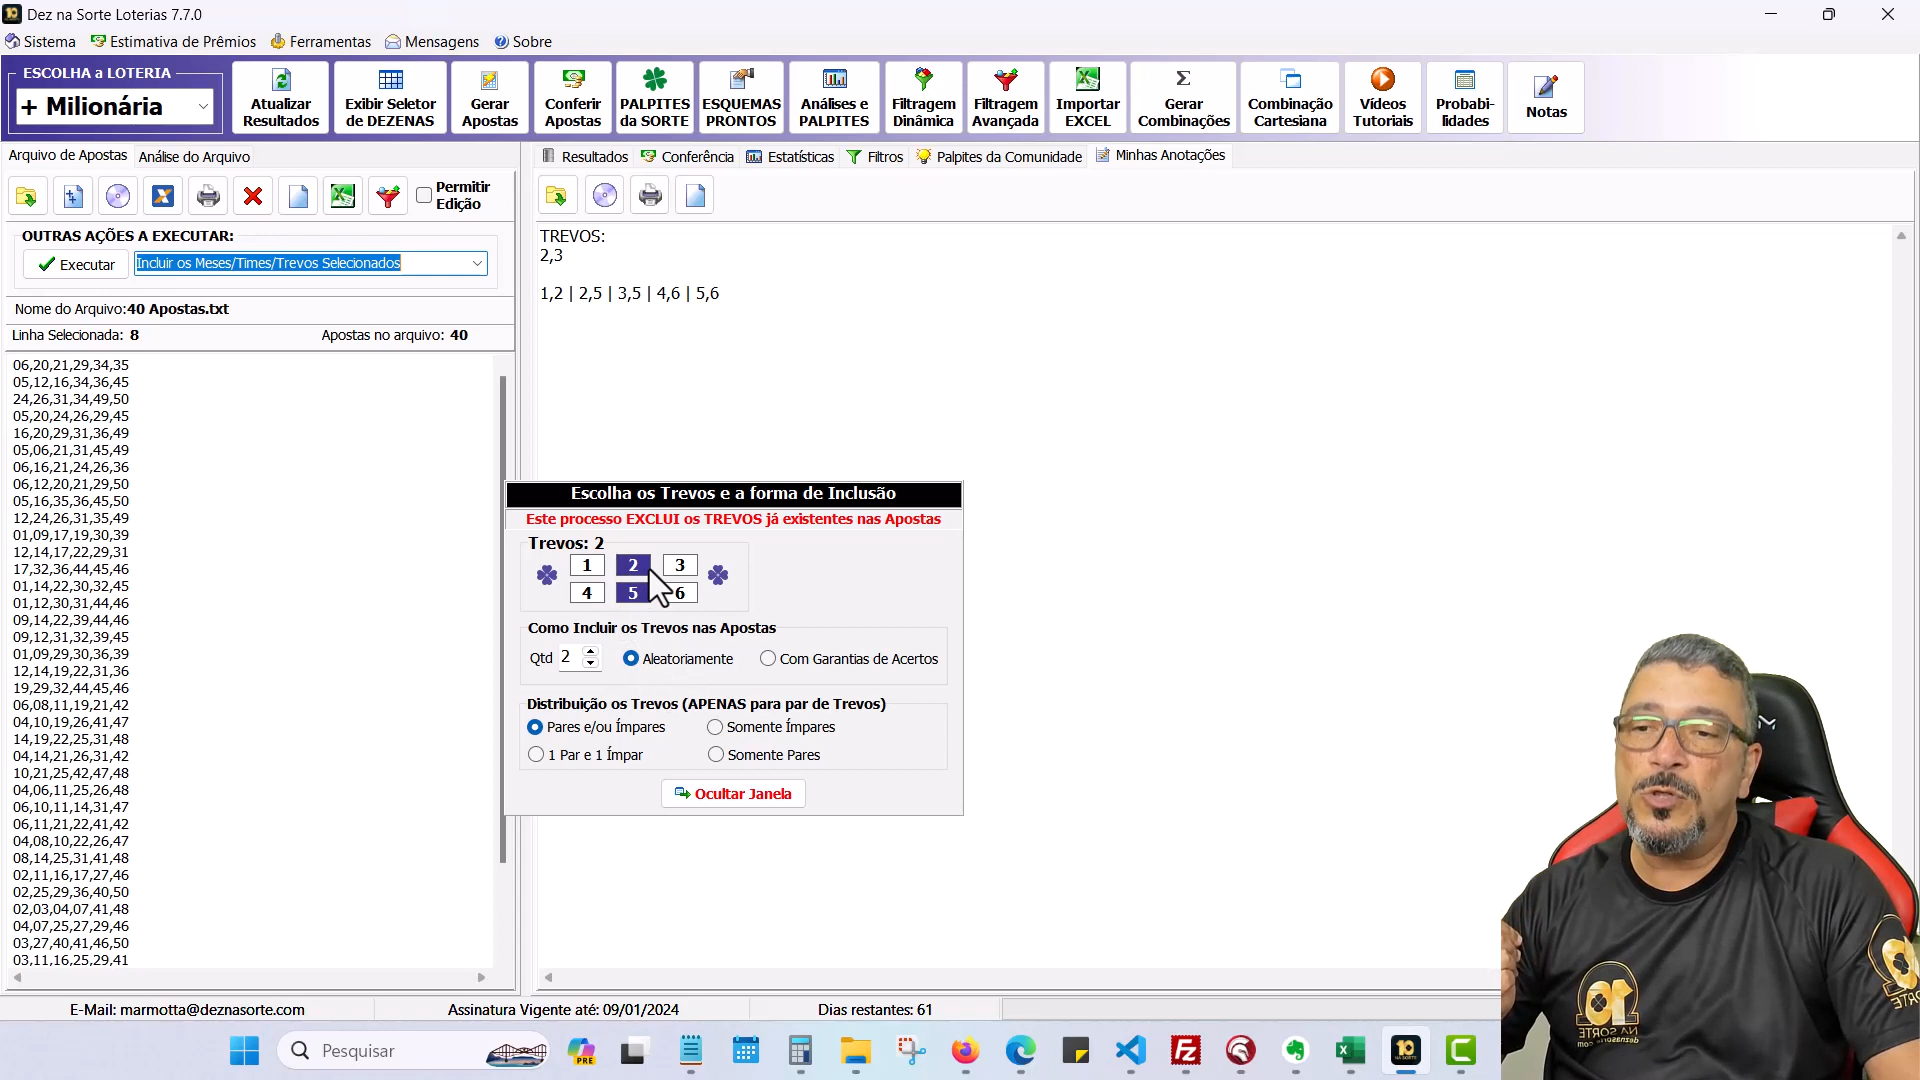 Dez na Sorte Loterias 7.7.0
Sistema Estimativa de Prêmios Ferramentas Mensagens Sobre
ESCOLHA a LOTERIA
+ Milionária
Atualizar Resultados
Exibir Seletor de DEZENAS
Gerar Apostas
Conferir Apostas
PALPITES da SORTE
ESQUEMAS PRONTOS
Análises e PALPITES
Filtragem Dinâmica
Filtragem Avançada
Importar EXCEL
Gerar Combinações
Combinação Cartesiana
Vídeos Tutoriais
Probabi- lidades
Notas
Arquivo de Apostas Análise do Arquivo
Resultados Conferência Estatísticas Filtros Palpites da Comunidade Minhas Anotações
Permitir Edição
OUTRAS AÇÕES A EXECUTAR:
Executar Incluir os Meses/Times/Trevos Selecionados
Nome do Arquivo:40 Apostas.txt
Linha Selecionada: 8 Apostas no arquivo: 40
06,20,21,29,34,35
05,12,16,34,36,45
24,26,31,34,49,50
05,20,24,26,29,45
16,20,29,31,36,49
05,06,21,31,45,49
06,16,21,24,26,36
06,12,20,21,29,50
05,16,35,36,45,50
12,24,26,31,35,49
01,09,17,19,30,39
12,14,17,22,29,31
17,32,36,44,45,46
01,14,22,30,32,45
01,12,30,31,44,46
09,14,22,39,44,46
09,12,31,32,39,45
01,09,29,30,36,39
12,14,19,22,31,36
19,29,32,44,45,46
06,08,11,19,21,42
04,10,19,26,41,47
14,19,22,25,31,48
04,14,21,26,31,42
10,21,25,42,47,48
04,06,11,25,26,48
06,10,11,14,31,47
06,11,21,22,41,42
04,08,10,22,26,47
08,14,25,31,41,48
02,11,16,17,27,46
02,25,29,36,40,50
02,03,04,07,41,48
04,07,25,27,29,46
03,27,40,41,46,50
03,11,16,25,29,41
TREVOS:
2,3
1,2 | 2,5 | 3,5 | 4,6 | 5,6
Escolha os Trevos e a forma de Inclusão
Este processo EXCLUI os TREVOS já existentes nas Apostas
Trevos: 2
1 2 3
4 5 6
Como Incluir os Trevos nas Apostas
Qtd 2 Aleatoriamente Com Garantias de Acertos
Distribuição os Trevos (APENAS para par de Trevos)
Pares e/ou Ímpares Somente Ímpares
1 Par e 1 Ímpar Somente Pares
Ocultar Janela
E-Mail: marmotta@deznasorte.com Assinatura Vigente até: 09/01/2024 Dias restantes: 61
Pesquisar